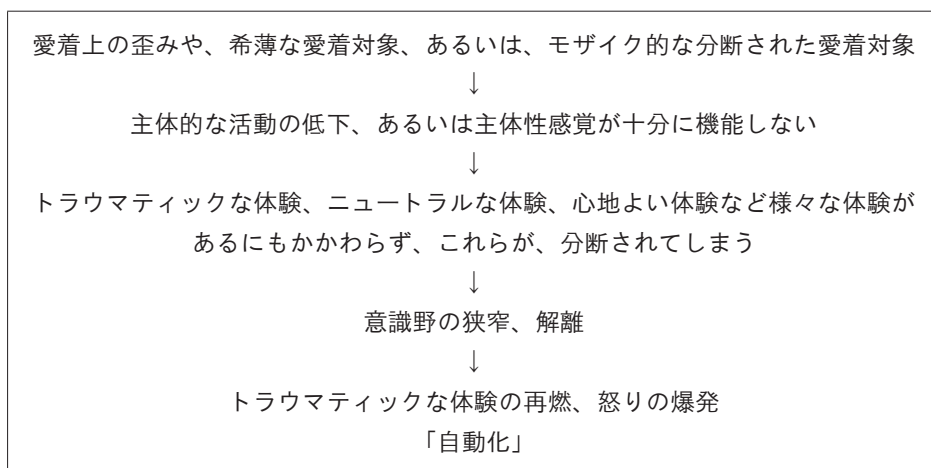 愛着上の歪みや、希薄な愛着対象、あるいは、モザイク的な分断された愛着対象
↓
主体的な活動の低下、あるいは主体性感覚が十分に機能しない
↓
トラウマティックな体験、ニュートラルな体験、心地よい体験など様々な体験が
あるにもかかわらず、これらが、分断されてしまう
↓
意識野の狭窄、解離
↓
トラウマティックな体験の再燃、怒りの爆発
「自動化」